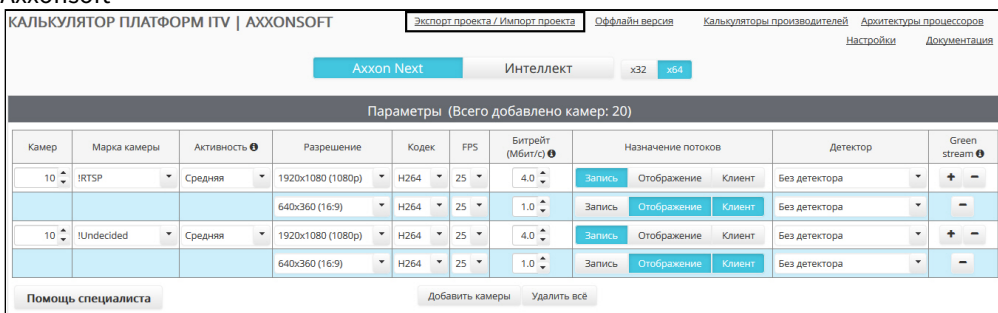 КАЛЬКУЛЯТОР ПЛАТФОРМ ITV | AXXONSOFT Экспорт проекта / Импорт проекта Оффлайн версия Калькуляторы производителей Архитектуры процессоров
Настройки Документация
Axxon Next Интеллект x32 x64
Параметры (Всего добавлено камер: 20)
Камер Марка камеры Активность Разрешение Кодек FPS Битрейт (Мбит/с) Назначение потоков Детектор Green stream
10 !RTSP Средняя 1920x1080 (1080p) H264 25 4.0 Запись Отображение Клиент Без детектора + −
640x360 (16:9) H264 25 1.0 Запись Отображение Клиент Без детектора −
10 !Undecided Средняя 1920x1080 (1080p) H264 25 4.0 Запись Отображение Клиент Без детектора + −
640x360 (16:9) H264 25 1.0 Запись Отображение Клиент Без детектора −
Помощь специалиста Добавить камеры Удалить всё